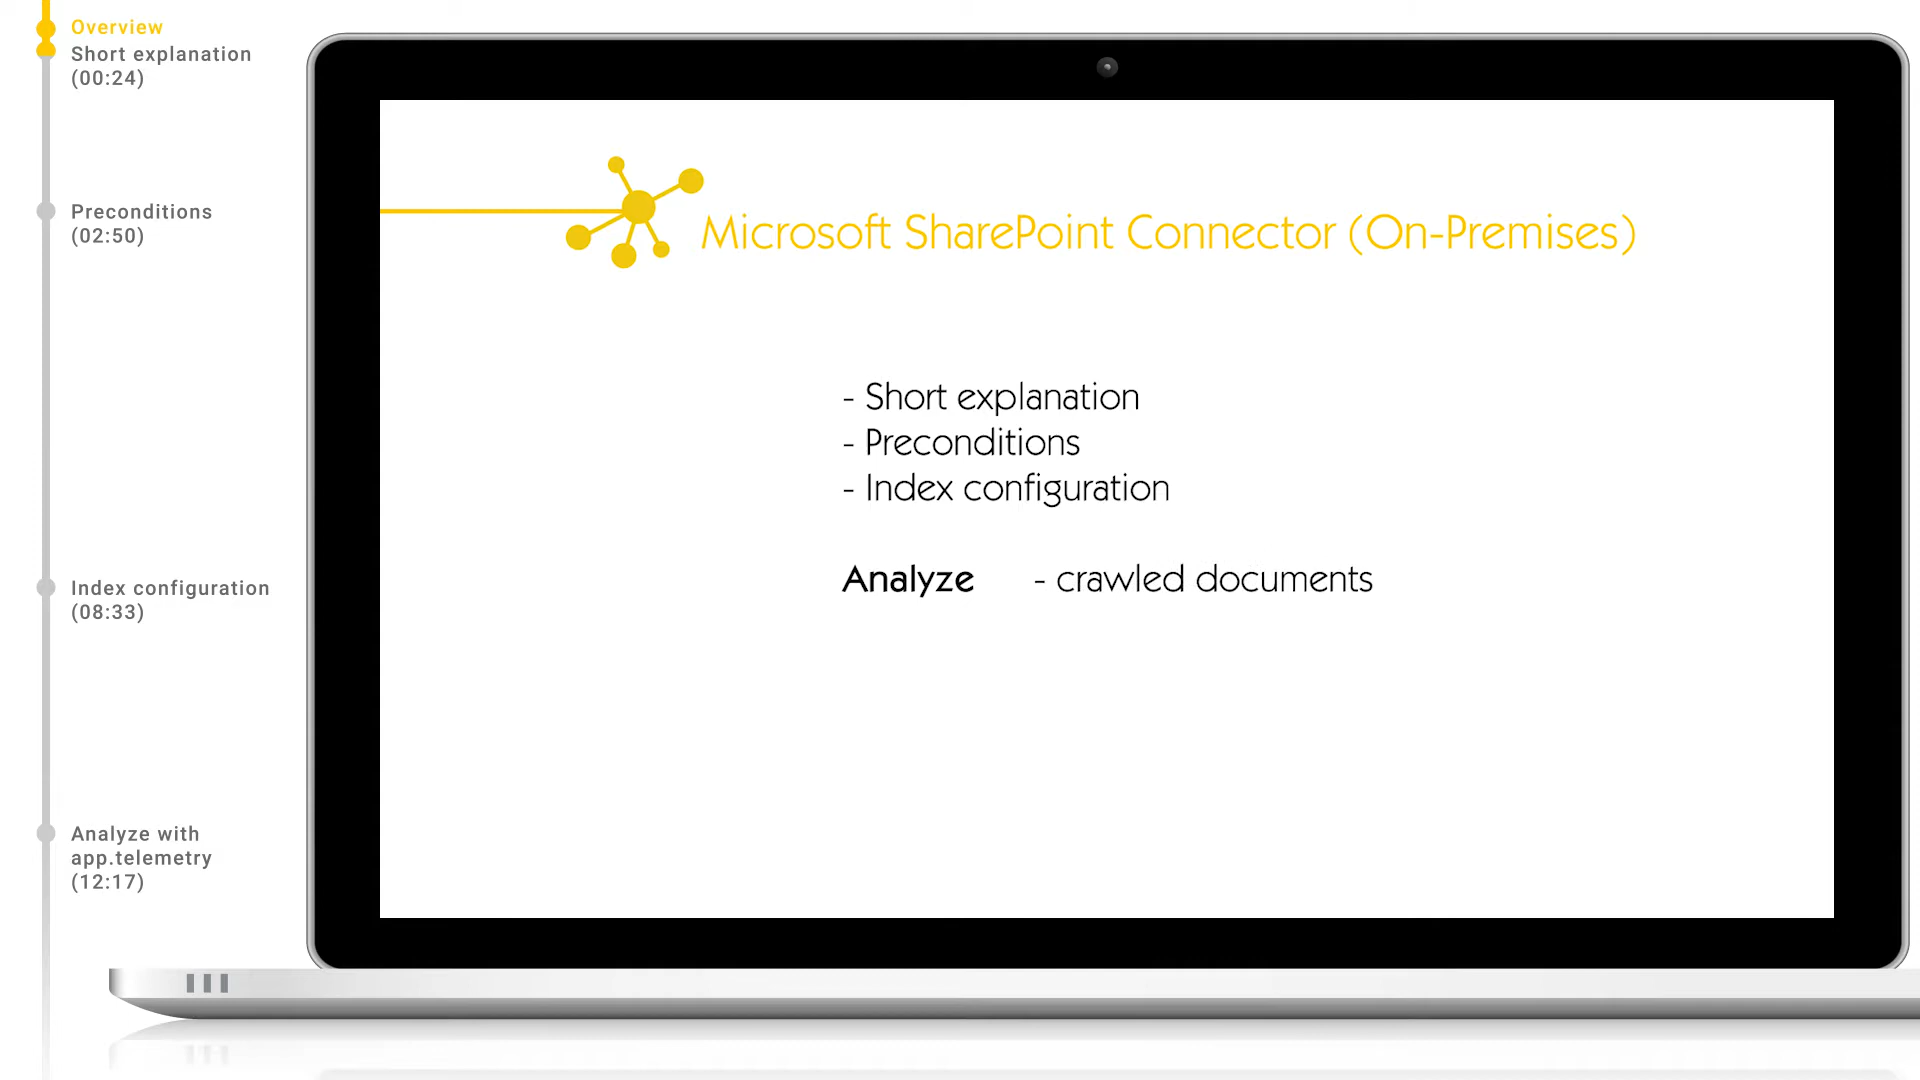 Overview
Short explanation
(00:24)
Preconditions
(02:50)
Index configuration
(08:33)
Analyze with
app.telemetry
(12:17)
Microsoft SharePoint Connector (On-Premises)
- Short explanation
- Preconditions
- Index configuration
Analyze - crawled documents